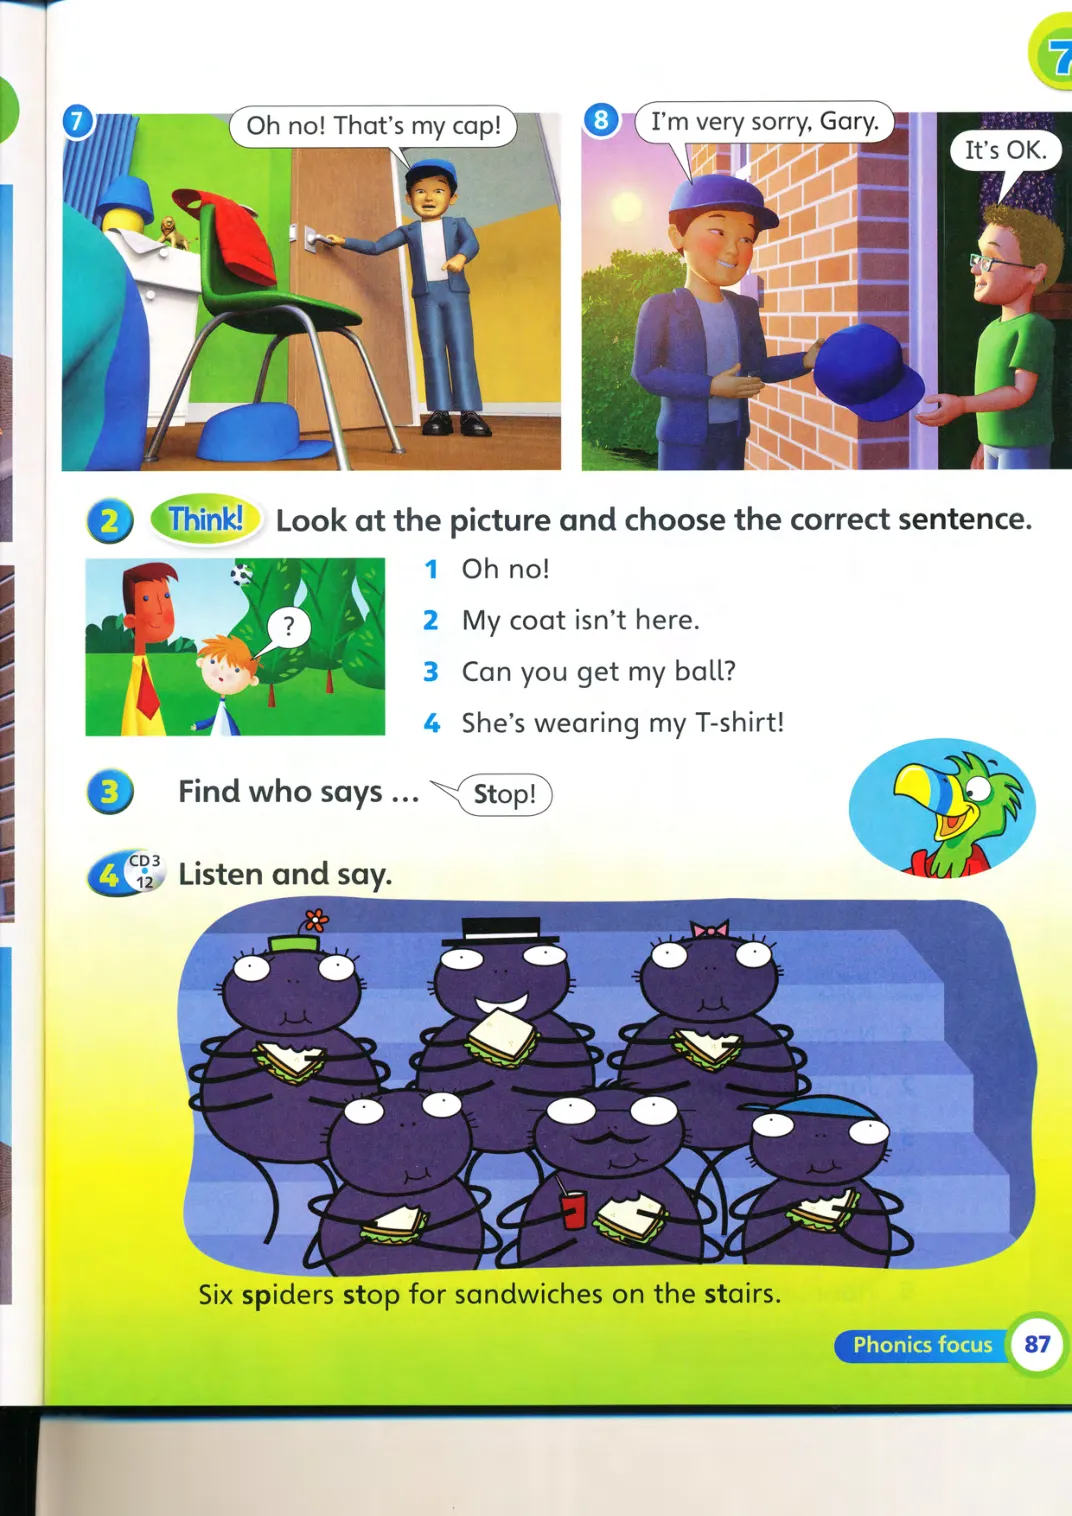 7
7
Oh no! That's my cap!
8
I'm very sorry, Gary.
It's OK.
2 Think! Look at the picture and choose the correct sentence.
?
1 Oh no!
2 My coat isn't here.
3 Can you get my ball?
4 She's wearing my T-shirt!
3 Find who says ... Stop!
4 CD3 12 Listen and say.
Six spiders stop for sandwiches on the stairs.
Phonics focus 87